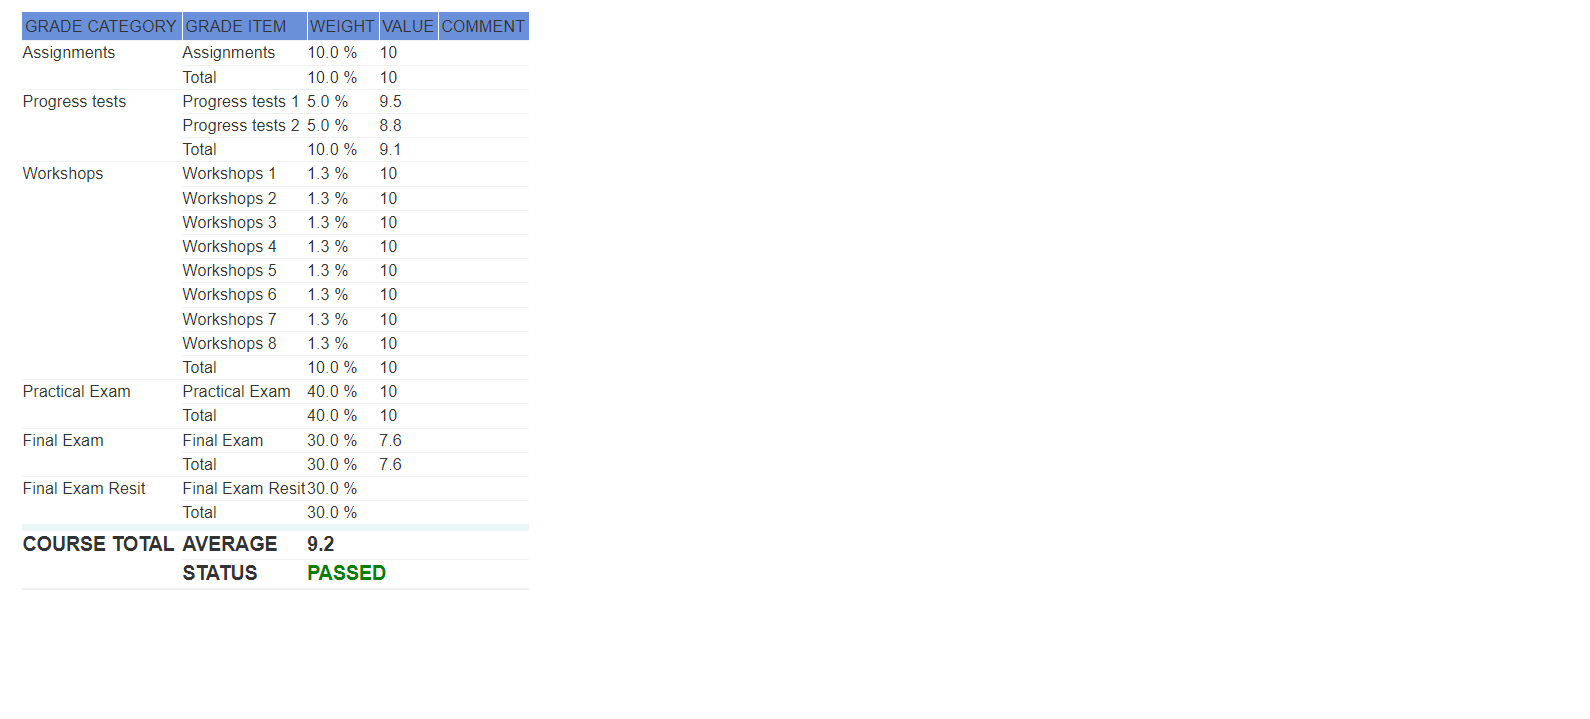 GRADE CATEGORY GRADE ITEM WEIGHT VALUE COMMENT
Assignments Assignments 10.0 % 10
Total 10.0 % 10
Progress tests Progress tests 1 5.0 % 9.5
Progress tests 2 5.0 % 8.8
Total 10.0 % 9.1
Workshops Workshops 1 1.3 % 10
Workshops 2 1.3 % 10
Workshops 3 1.3 % 10
Workshops 4 1.3 % 10
Workshops 5 1.3 % 10
Workshops 6 1.3 % 10
Workshops 7 1.3 % 10
Workshops 8 1.3 % 10
Total 10.0 % 10
Practical Exam Practical Exam 40.0 % 10
Total 40.0 % 10
Final Exam Final Exam 30.0 % 7.6
Total 30.0 % 7.6
Final Exam Resit Final Exam Resit 30.0 %
Total 30.0 %
COURSE TOTAL AVERAGE 9.2
STATUS PASSED